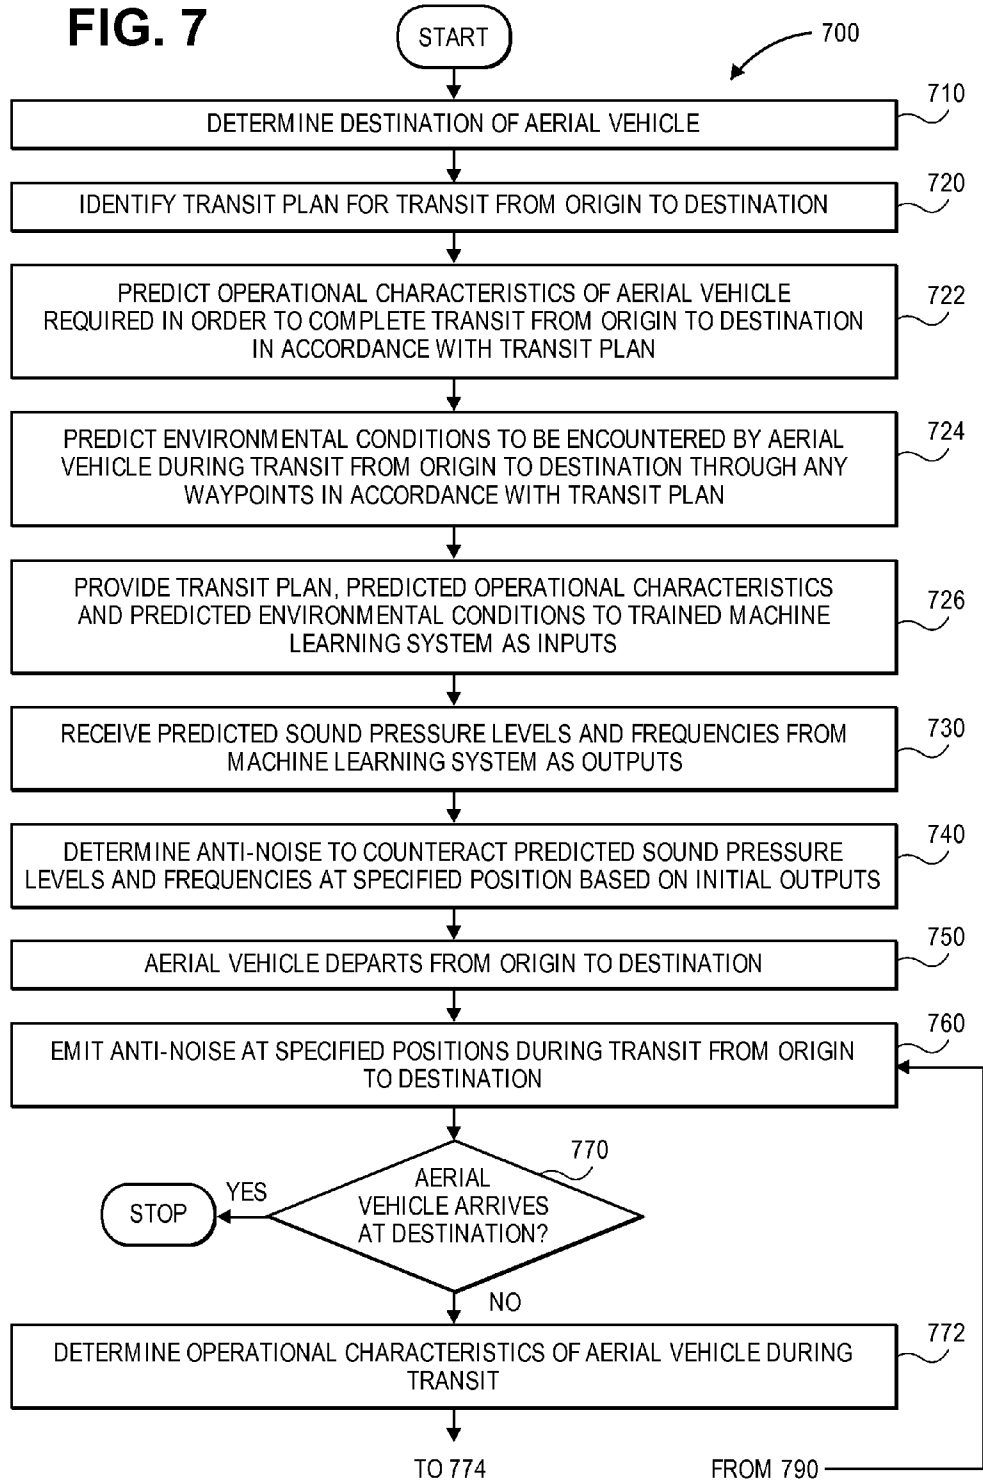 FIG. 7
START
700
DETERMINE DESTINATION OF AERIAL VEHICLE
710
IDENTIFY TRANSIT PLAN FOR TRANSIT FROM ORIGIN TO DESTINATION
720
PREDICT OPERATIONAL CHARACTERISTICS OF AERIAL VEHICLE
REQUIRED IN ORDER TO COMPLETE TRANSIT FROM ORIGIN TO DESTINATION
IN ACCORDANCE WITH TRANSIT PLAN
722
PREDICT ENVIRONMENTAL CONDITIONS TO BE ENCOUNTERED BY AERIAL
VEHICLE DURING TRANSIT FROM ORIGIN TO DESTINATION THROUGH ANY
WAYPOINTS IN ACCORDANCE WITH TRANSIT PLAN
724
PROVIDE TRANSIT PLAN, PREDICTED OPERATIONAL CHARACTERISTICS
AND PREDICTED ENVIRONMENTAL CONDITIONS TO TRAINED MACHINE
LEARNING SYSTEM AS INPUTS
726
RECEIVE PREDICTED SOUND PRESSURE LEVELS AND FREQUENCIES FROM
MACHINE LEARNING SYSTEM AS OUTPUTS
730
DETERMINE ANTI-NOISE TO COUNTERACT PREDICTED SOUND PRESSURE
LEVELS AND FREQUENCIES AT SPECIFIED POSITION BASED ON INITIAL OUTPUTS
740
AERIAL VEHICLE DEPARTS FROM ORIGIN TO DESTINATION
750
EMIT ANTI-NOISE AT SPECIFIED POSITIONS DURING TRANSIT FROM ORIGIN
TO DESTINATION
760
AERIAL
VEHICLE ARRIVES
AT DESTINATION?
770
YES
STOP
NO
DETERMINE OPERATIONAL CHARACTERISTICS OF AERIAL VEHICLE DURING
TRANSIT
772
TO 774
FROM 790